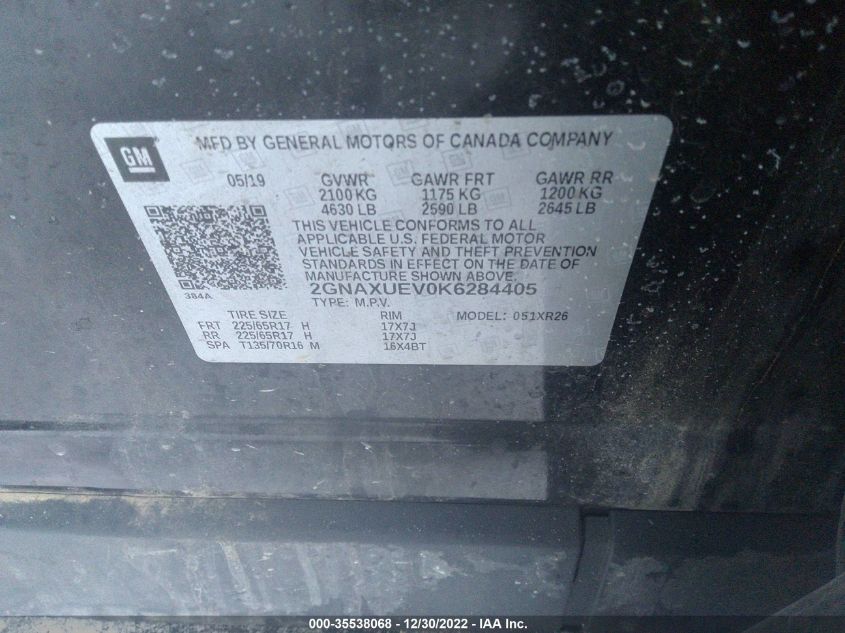 GM
MFD BY GENERAL MOTORS OF CANADA COMPANY
05/19 GVWR GAWR FRT GAWR RR
2100 KG 1175 KG 1200 KG
4630 LB 2590 LB 2645 LB
THIS VEHICLE CONFORMS TO ALL
APPLICABLE U.S. FEDERAL MOTOR
VEHICLE SAFETY AND THEFT PREVENTION
STANDARDS IN EFFECT ON THE DATE OF
MANUFACTURE SHOWN ABOVE.
384A 2GNAXUEV0K6284405
TYPE: M.P.V. MODEL: 051XR26
TIRE SIZE RIM
FRT 225/65R17 H 17X7J
RR 225/65R17 H 17X7J
SPA T135/70R16 M 16X4BT
000-35538068 - 12/30/2022 - IAA Inc.